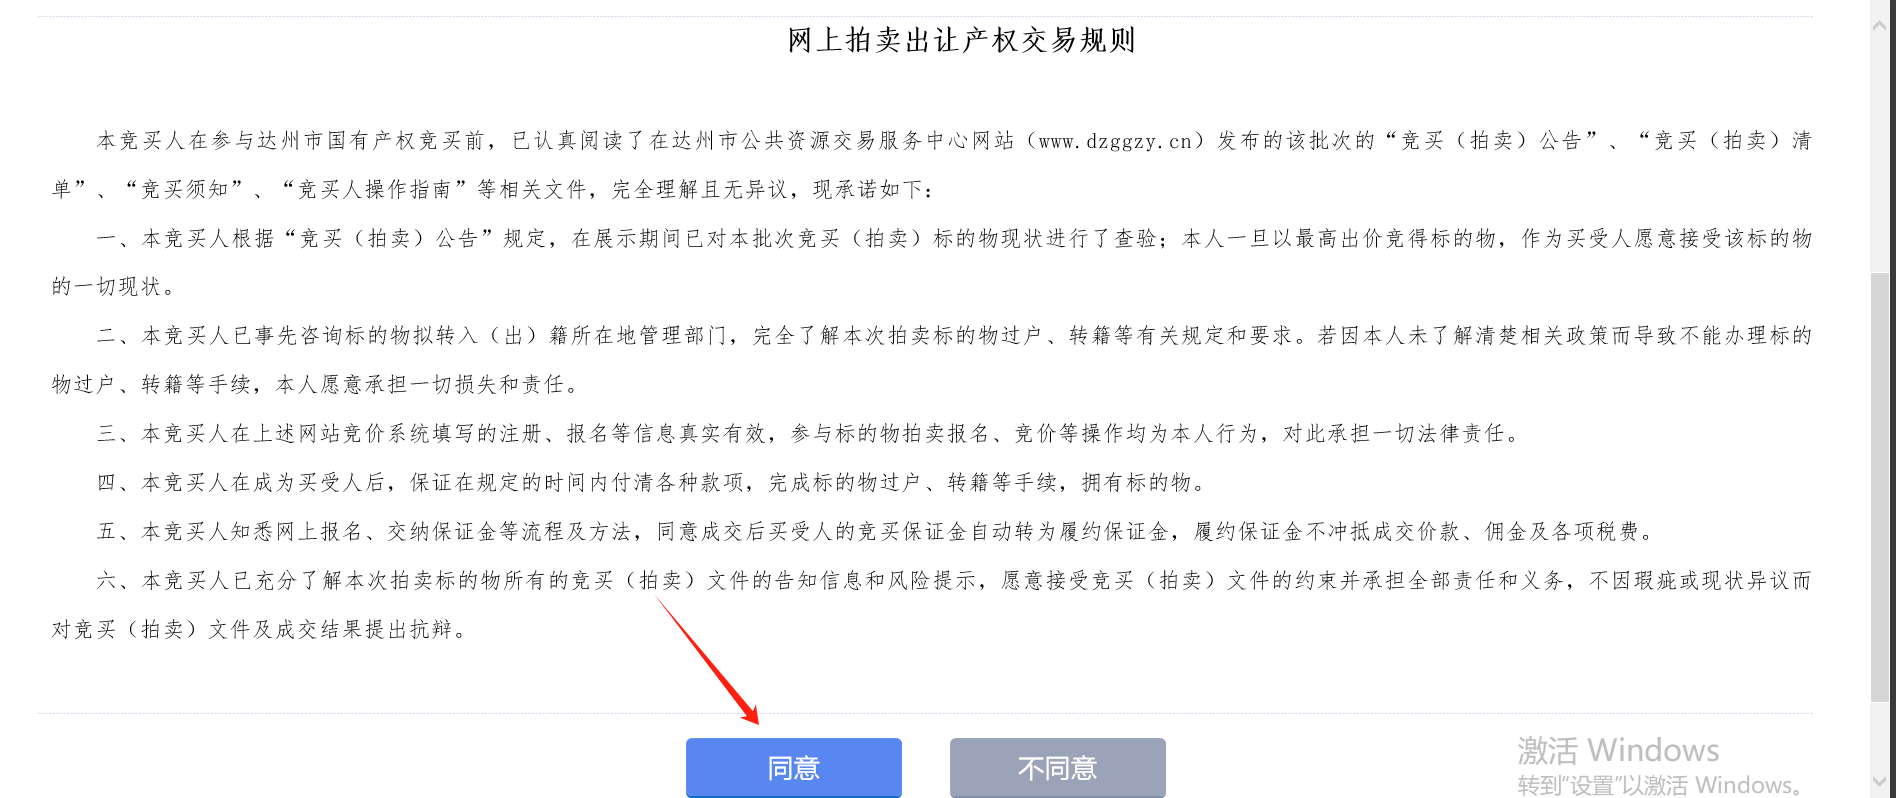 网上拍卖出让产权交易规则
本竞买人在参与达州市国有产权竞买前，已认真阅读了在达州市公共资源交易服务中心网站（www.dzggzy.cn）发布的该批次的“竞买（拍卖）公告”、“竞买（拍卖）清
单”、“竞买须知”、“竞买人操作指南”等相关文件，完全理解且无异议，现承诺如下：
一、本竞买人根据“竞买（拍卖）公告”规定，在展示期间已对本批次竞买（拍卖）标的物现状进行了查验；本人一旦以最高出价竞得标的物，作为买受人愿意接受该标的物
的一切现状。
二、本竞买人已事先咨询标的物拟转入（出）籍所在地管理部门，完全了解本次拍卖标的物过户、转籍等有关规定和要求。若因本人未了解清楚相关政策而导致不能办理标的
物过户、转籍等手续，本人愿意承担一切损失和责任。
三、本竞买人在上述网站竞价系统填写的注册、报名等信息真实有效，参与标的物拍卖报名、竞价等操作均为本人行为，对此承担一切法律责任。
四、本竞买人在成为买受人后，保证在规定的时间内付清各种款项，完成标的物过户、转籍等手续，拥有标的物。
五、本竞买人知悉网上报名、交纳保证金等流程及方法，同意成交后买受人的竞买保证金自动转为履约保证金，履约保证金不冲抵成交价款、佣金及各项税费。
六、本竞买人已充分了解本次拍卖标的物所有的竞买（拍卖）文件的告知信息和风险提示，愿意接受竞买（拍卖）文件的约束并承担全部责任和义务，不因瑕疵或现状异议而
对竞买（拍卖）文件及成交结果提出抗辩。
同意
不同意
激活 Windows
转到“设置”以激活 Windows。